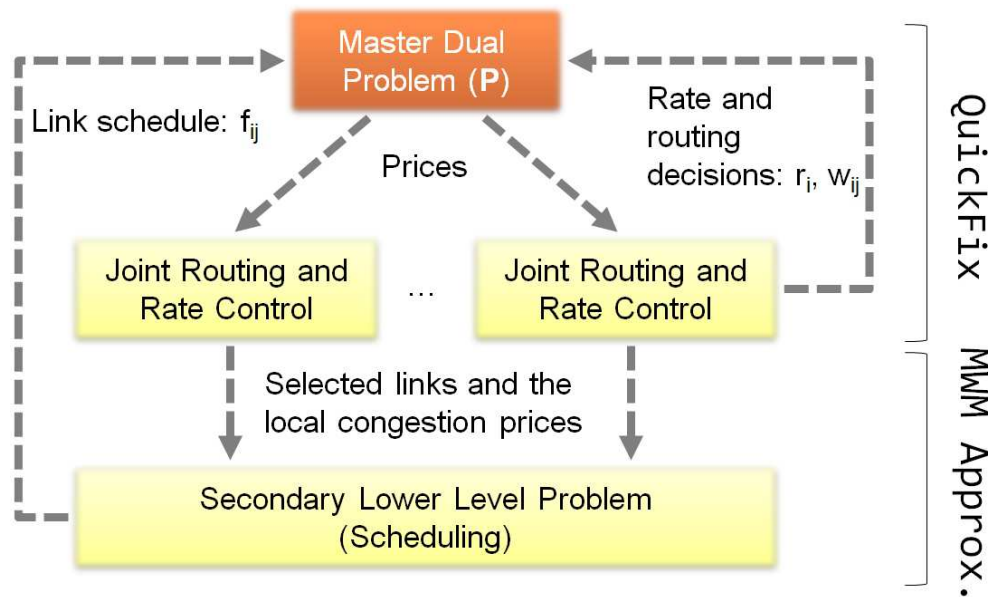 Master Dual
Problem (P)
Link schedule: fij
Prices
Rate and
routing
decisions: ri, wij
Joint Routing and
Rate Control
...
Joint Routing and
Rate Control
Selected links and the
local congestion prices
Secondary Lower Level Problem
(Scheduling)
QuickFix
MWM Approx.